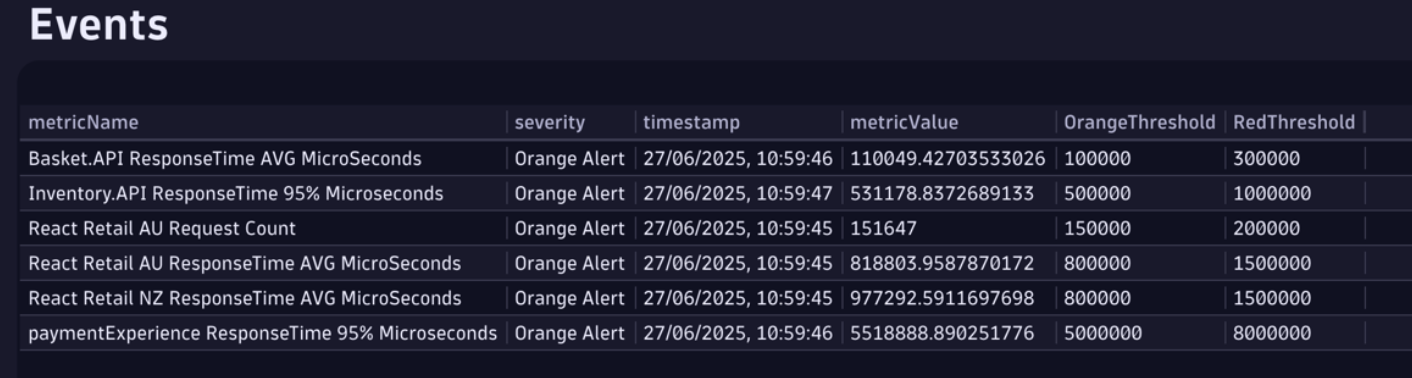 Events
metricName severity timestamp metricValue OrangeThreshold RedThreshold
Basket.API ResponseTime AVG MicroSeconds Orange Alert 27/06/2025, 10:59:46 110049.42703533026 100000 300000
Inventory.API ResponseTime 95% Microseconds Orange Alert 27/06/2025, 10:59:47 531178.8372689133 500000 1000000
React Retail AU Request Count Orange Alert 27/06/2025, 10:59:45 151647 150000 200000
React Retail AU ResponseTime AVG MicroSeconds Orange Alert 27/06/2025, 10:59:45 818803.9587870172 800000 1500000
React Retail NZ ResponseTime AVG MicroSeconds Orange Alert 27/06/2025, 10:59:45 977292.5911697698 800000 1500000
paymentExperience ResponseTime 95% Microseconds Orange Alert 27/06/2025, 10:59:46 5518888.890251776 5000000 8000000